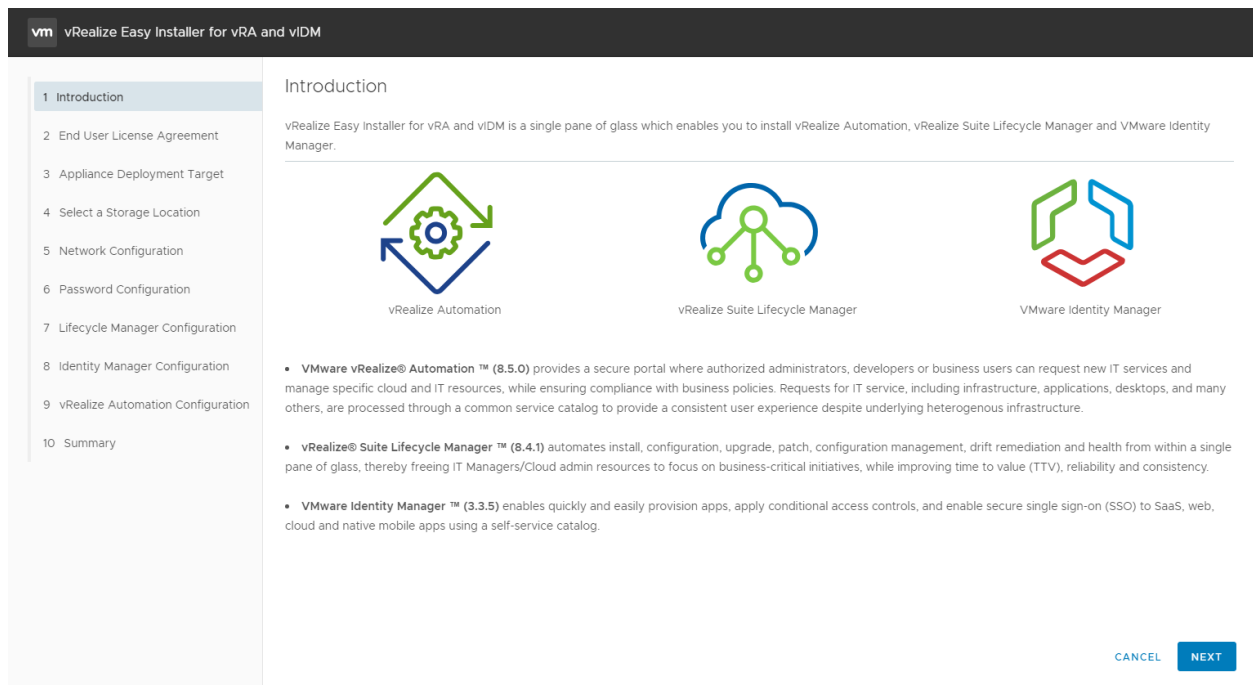 vm vRealize Easy Installer for vRA and vIDM
1 Introduction
2 End User License Agreement
3 Appliance Deployment Target
4 Select a Storage Location
5 Network Configuration
6 Password Configuration
7 Lifecycle Manager Configuration
8 Identity Manager Configuration
9 vRealize Automation Configuration
10 Summary
Introduction
vRealize Easy Installer for vRA and vIDM is a single pane of glass which enables you to install vRealize Automation, vRealize Suite Lifecycle Manager and VMware Identity
Manager.
vRealize Automation
vRealize Suite Lifecycle Manager
VMware Identity Manager
• VMware vRealize® Automation ™ (8.5.0) provides a secure portal where authorized administrators, developers or business users can request new IT services and
manage specific cloud and IT resources, while ensuring compliance with business policies. Requests for IT service, including infrastructure, applications, desktops, and many
others, are processed through a common service catalog to provide a consistent user experience despite underlying heterogenous infrastructure.
• vRealize® Suite Lifecycle Manager ™ (8.4.1) automates install, configuration, upgrade, patch, configuration management, drift remediation and health from within a single
pane of glass, thereby freeing IT Managers/Cloud admin resources to focus on business-critical initiatives, while improving time to value (TTV), reliability and consistency.
• VMware Identity Manager ™ (3.3.5) enables quickly and easily provision apps, apply conditional access controls, and enable secure single sign-on (SSO) to SaaS, web,
cloud and native mobile apps using a self-service catalog.
CANCEL
NEXT